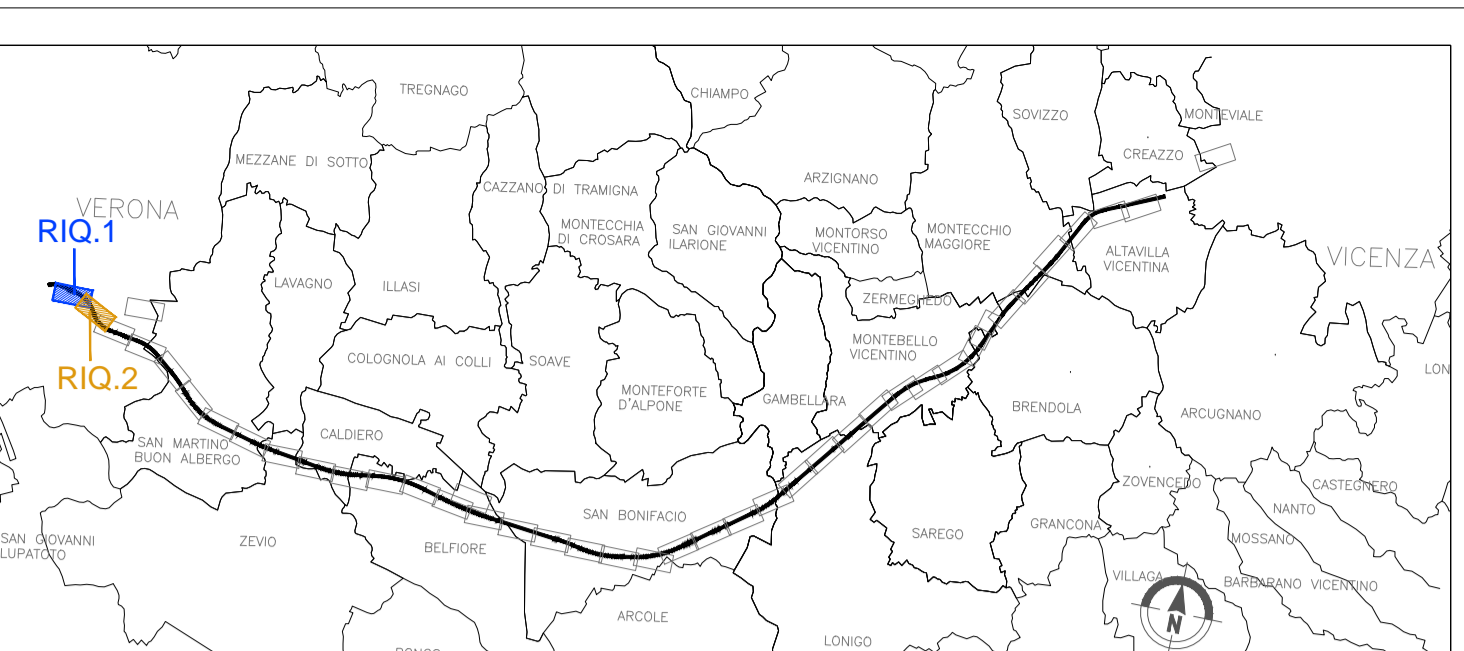 TREGNAGO
CHIAMPO
SOVIZZO
MONTEVIALE
MEZZANE DI SOTTO
CREAZZO
CAZZANO DI TRAMIGNA
ARZIGNANO
VERONA
RIQ.1
MONTECCHIA
DI CROSARA
SAN GIOVANNI
ILARIONE
MONTORSO
VICENTINO
MONTECCHIO
MAGGIORE
ALTAVILLA
VICENTINA
VICENZA
LAVAGNO
ILLASI
ZERMEGHEDO
MONTEBELLO
VICENTINO
COLOGNOLA AI COLLI
SOAVE
LON
RIQ.2
MONTEFORTE
D'ALPONE
GAMBELLARA
BRENDOLA
ARCUGNANO
CALDIERO
SAN MARTINO
BUON ALBERGO
ZOVENCEDO
CASTEGNERO
NANTO
SAN BONIFACIO
GRANCONA
SAREGO
MOSSANO
SAN GIOVANNI
LUPATOTO
ZEVIO
BELFIORE
VILLAGA
BARBARANO VICENTINO
ARCOLE
N
LONIGO